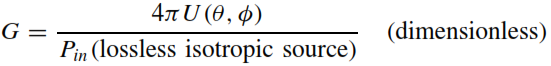 G = 4πU(θ, ϕ) / P_in (lossless isotropic source) (dimensionless)